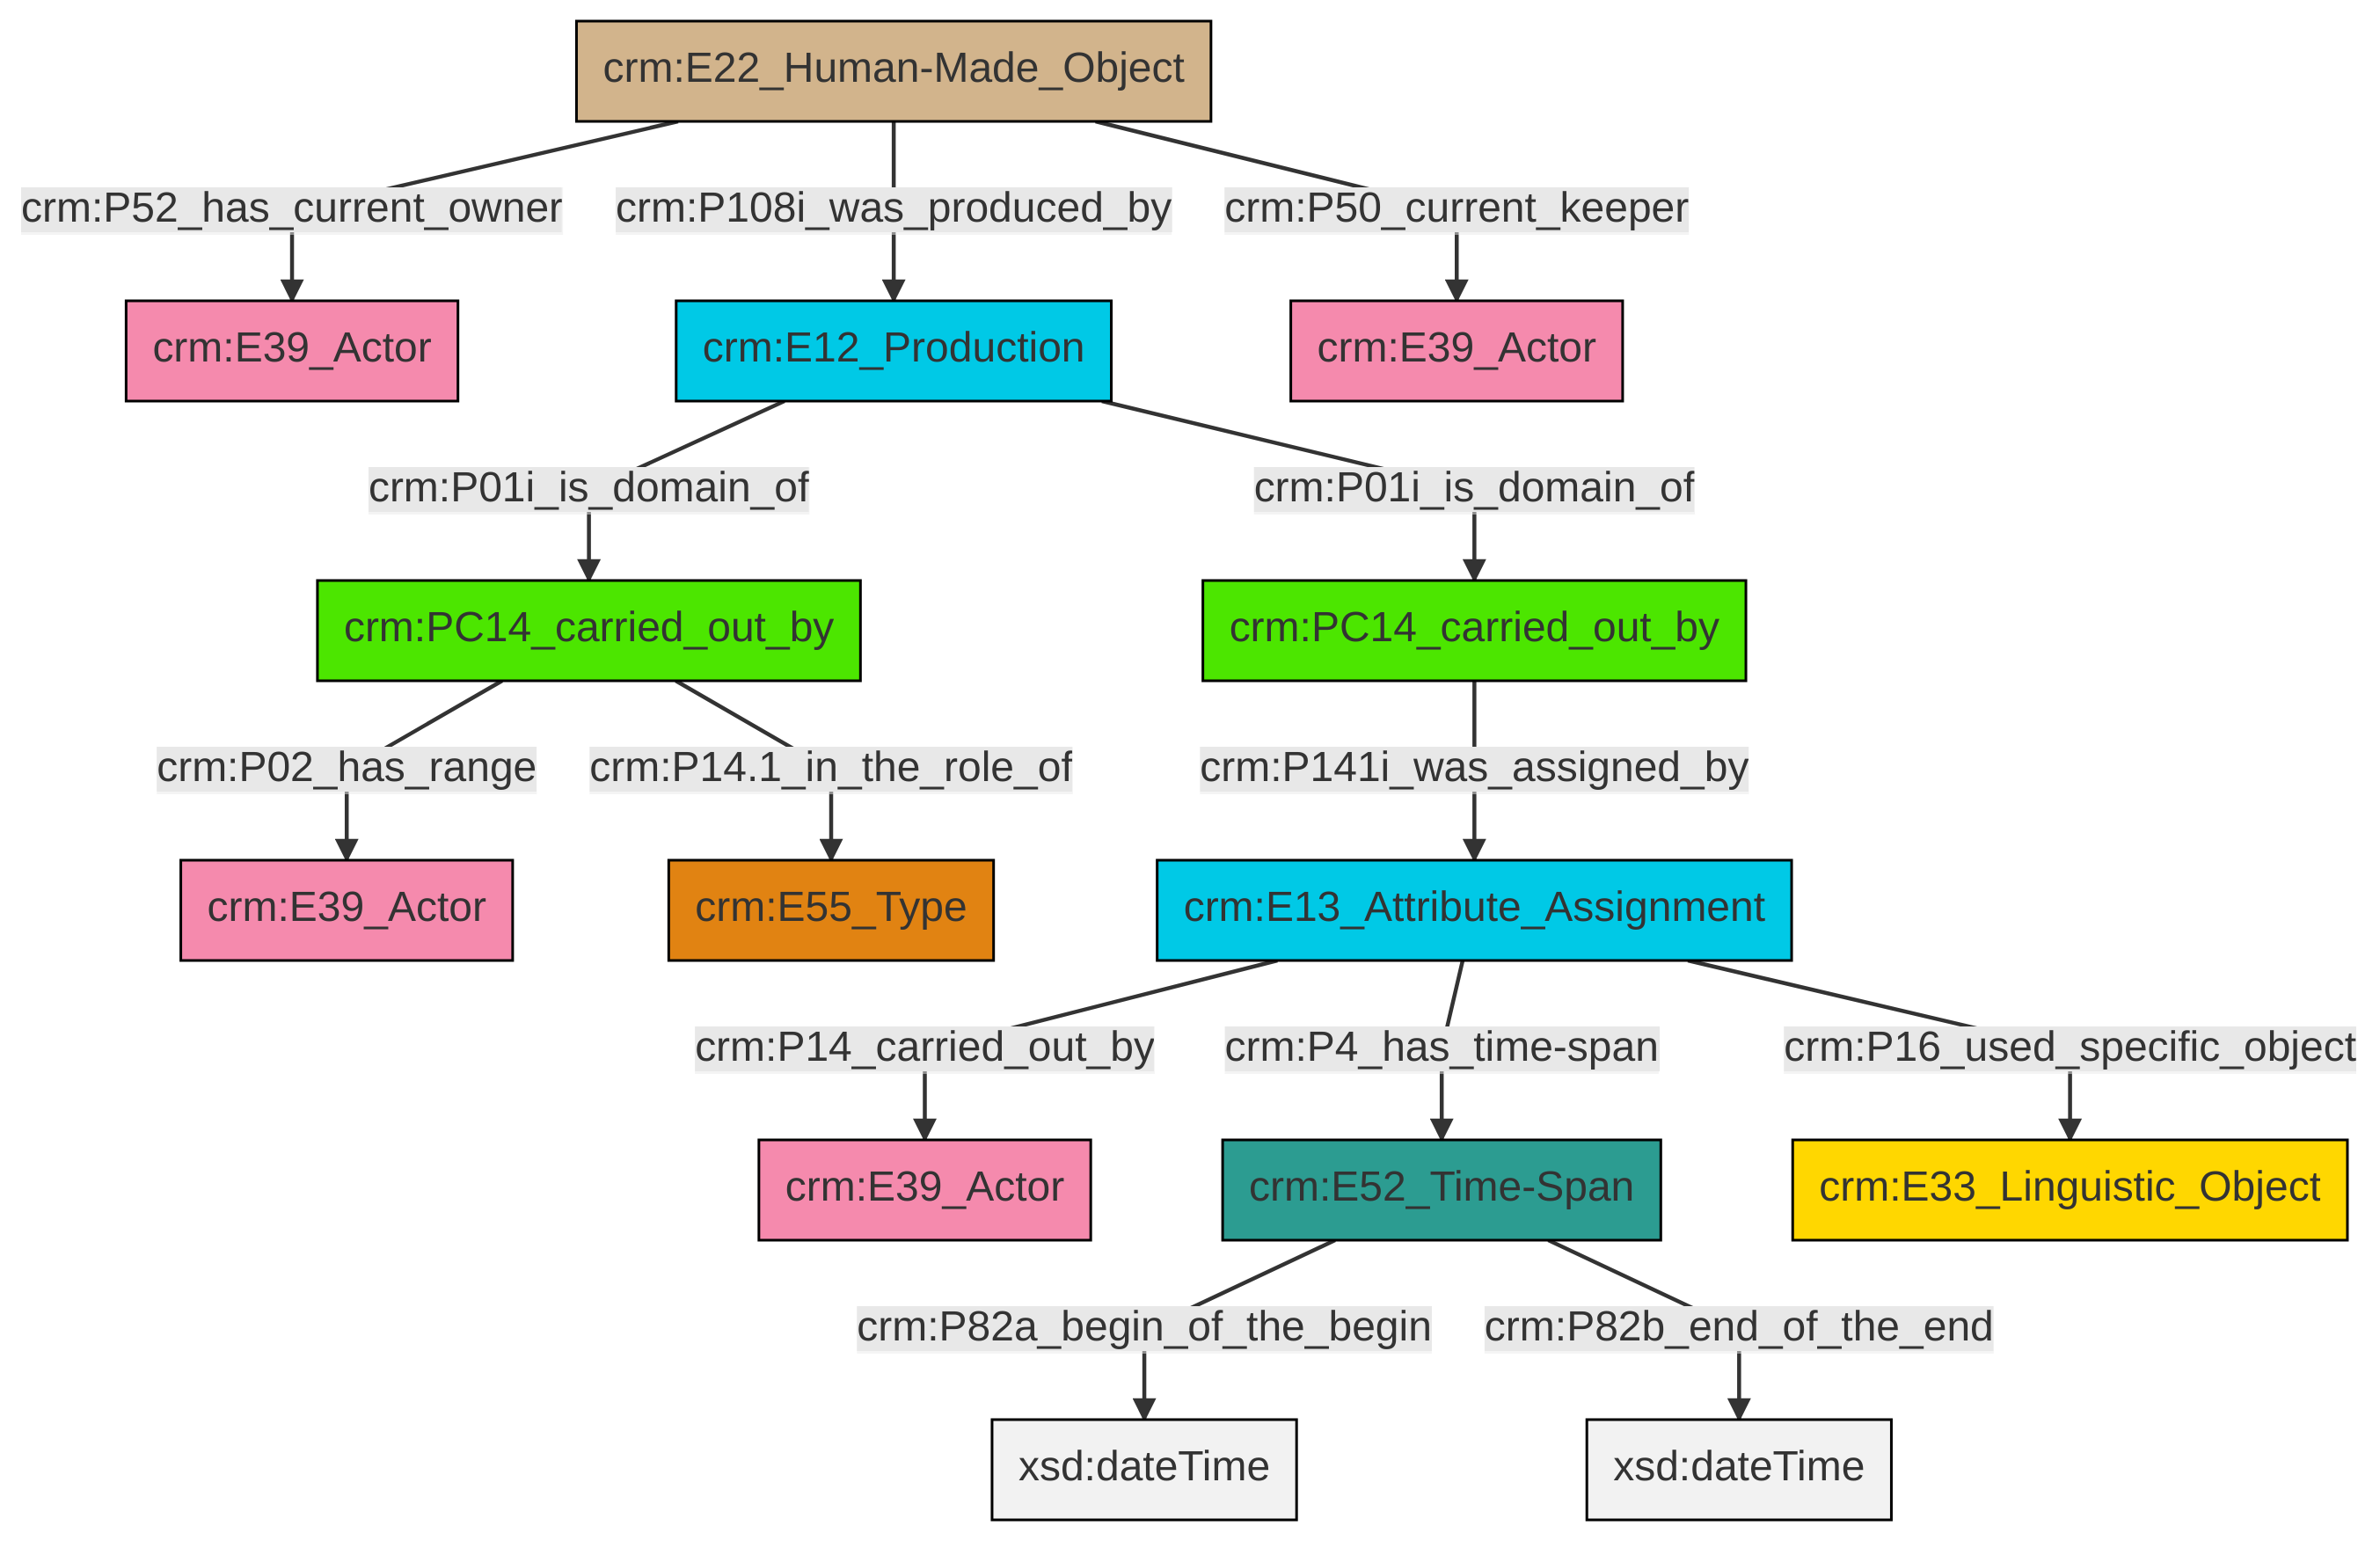 crm:E22_Human-Made_Object
crm:P52_has_current_owner
crm:P108i_was_produced_by
crm:P50_current_keeper
crm:E39_Actor
crm:E12_Production
crm:E39_Actor
crm:P01i_is_domain_of
crm:P01i_is_domain_of
crm:PC14_carried_out_by
crm:PC14_carried_out_by
crm:P02_has_range
crm:P14.1_in_the_role_of
crm:P141i_was_assigned_by
crm:E39_Actor
crm:E55_Type
crm:E13_Attribute_Assignment
crm:P14_carried_out_by
crm:P4_has_time-span
crm:P16_used_specific_object
crm:E39_Actor
crm:E52_Time-Span
crm:E33_Linguistic_Object
crm:P82a_begin_of_the_begin
crm:P82b_end_of_the_end
xsd:dateTime
xsd:dateTime